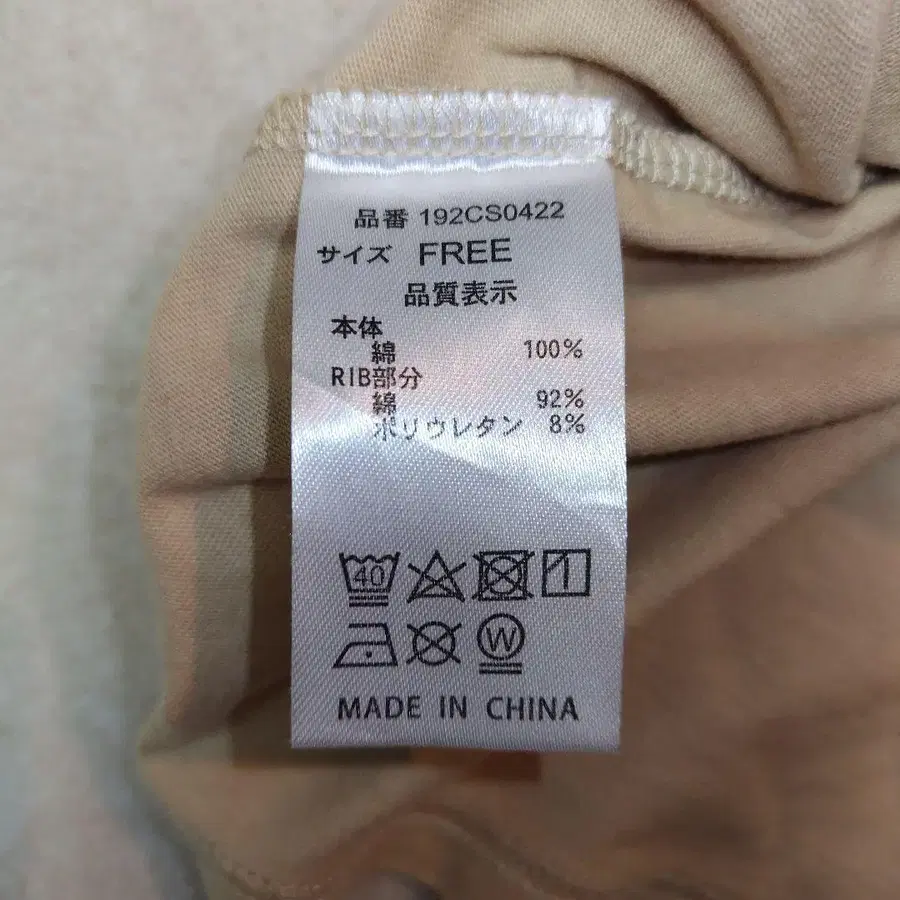 品番 192CS0422
サイズ FREE
品質表示
本体
綿 100%
RIB部分
綿 92%
ポリウレタン 8%
40
W
MADE IN CHINA